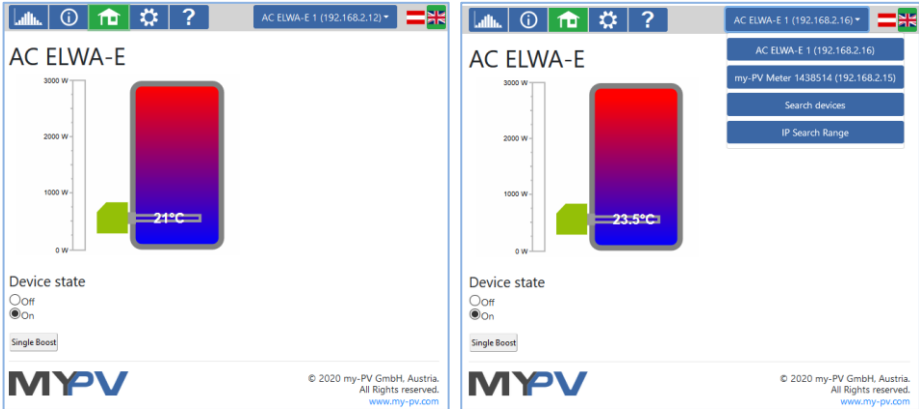 ? AC ELWA-E 1 (192.168.2.12)
AC ELWA-E
3000 W
2000 W
1000 W
0 W
21°C
Device state
Off
On
Single Boost
MYPV
© 2020 my-PV GmbH, Austria.
All Rights reserved.
www.my-pv.com
? AC ELWA-E 1 (192.168.2.16)
AC ELWA-E 1 (192.168.2.16)
my-PV Meter 1438514 (192.168.2.15)
Search devices
IP Search Range
AC ELWA-E
3000 W
2000 W
1000 W
0 W
23.5°C
Device state
Off
On
Single Boost
MYPV
© 2020 my-PV GmbH, Austria.
All Rights reserved.
www.my-pv.com